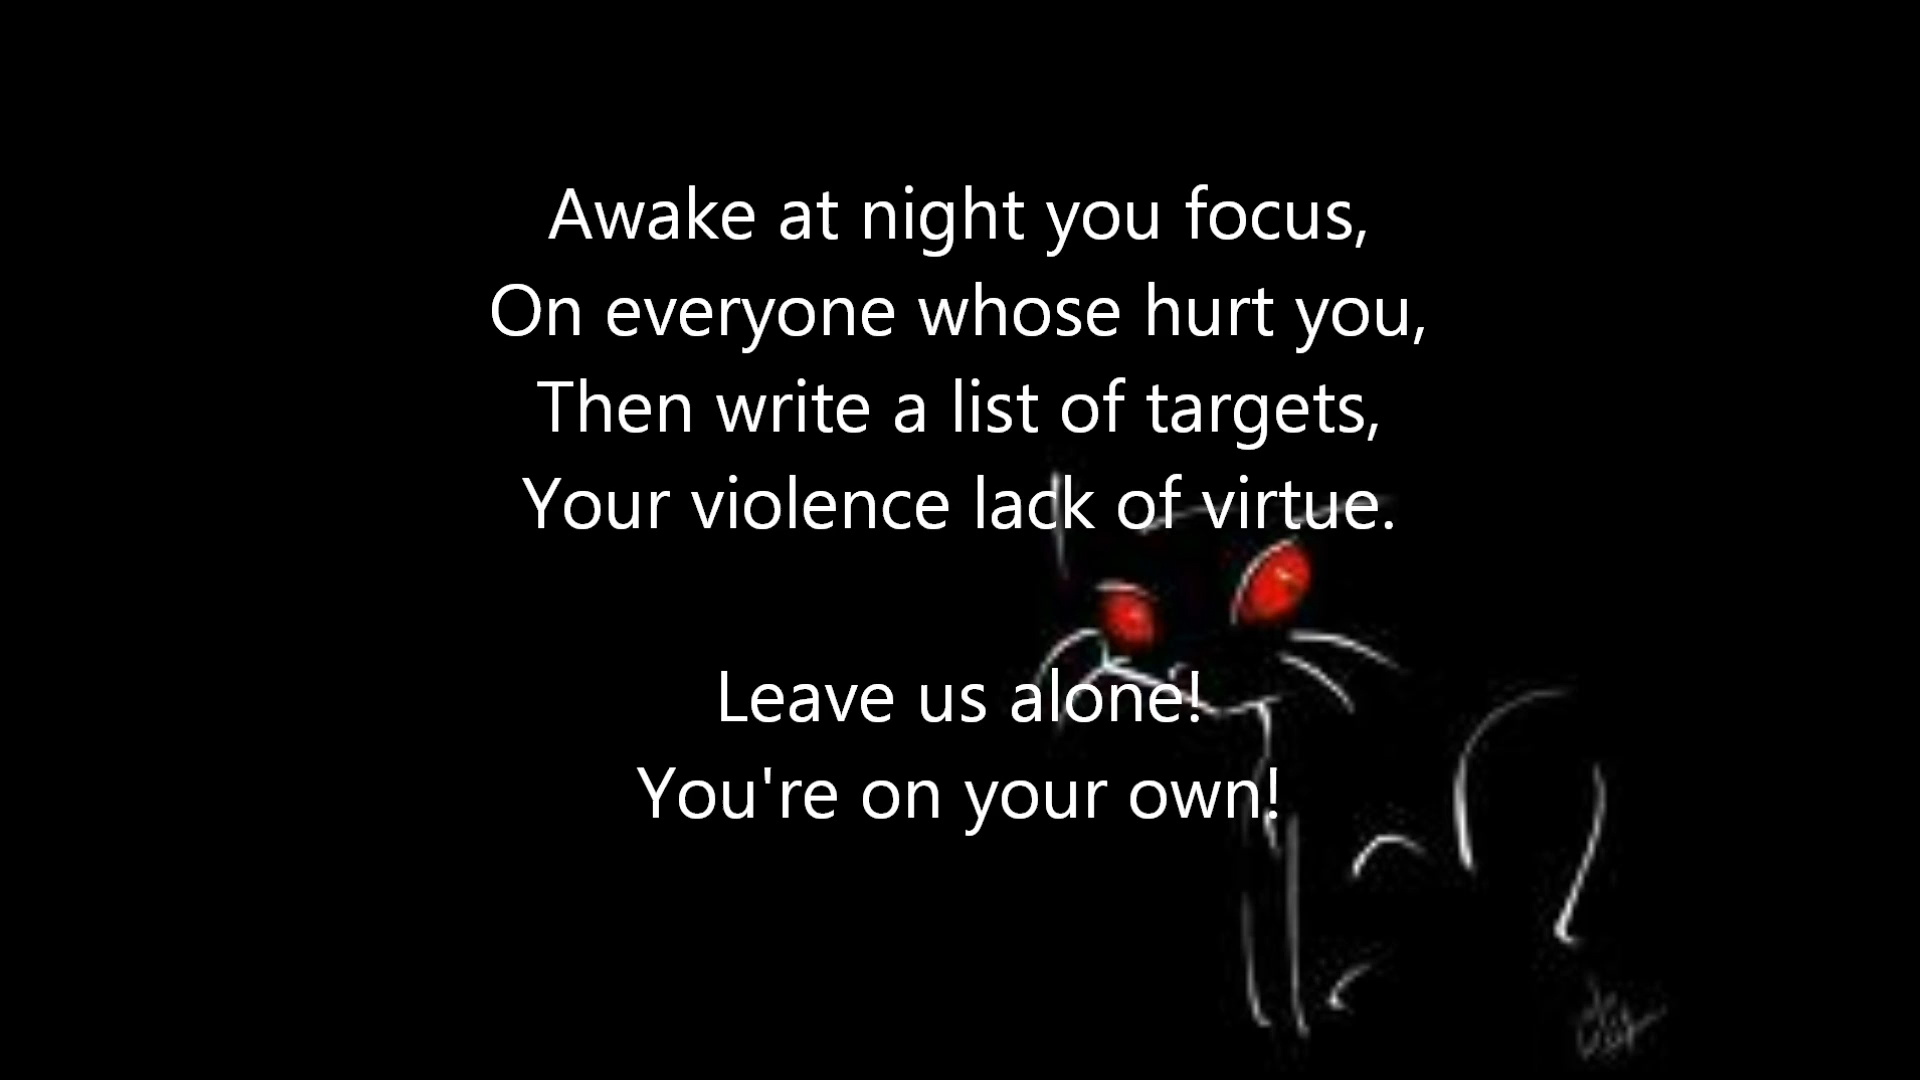 Awake at night you focus,
On everyone whose hurt you,
Then write a list of targets,
Your violence lack of virtue.
Leave us alone!
You're on your own!